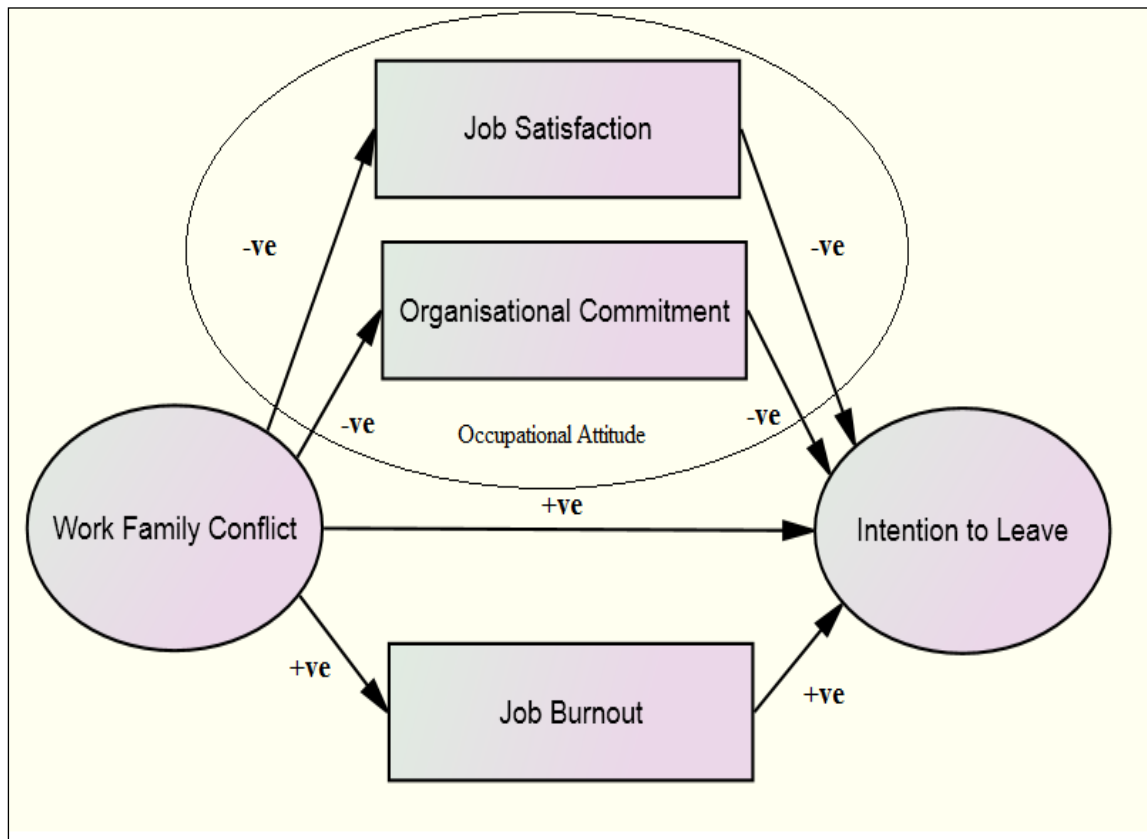 Job Satisfaction
-ve
-ve
Organisational Commitment
-ve
-ve
Occupational Attitude
+ve
Work Family Conflict
Intention to Leave
+ve
+ve
Job Burnout